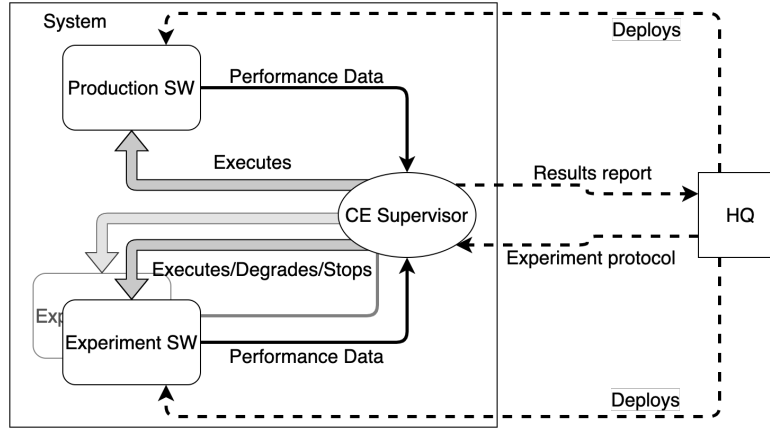 System
Deploys
Production SW
Performance Data
Executes
Results report
CE Supervisor
HQ
Experiment protocol
Executes/Degrades/Stops
Exp
Experiment SW
Performance Data
Deploys